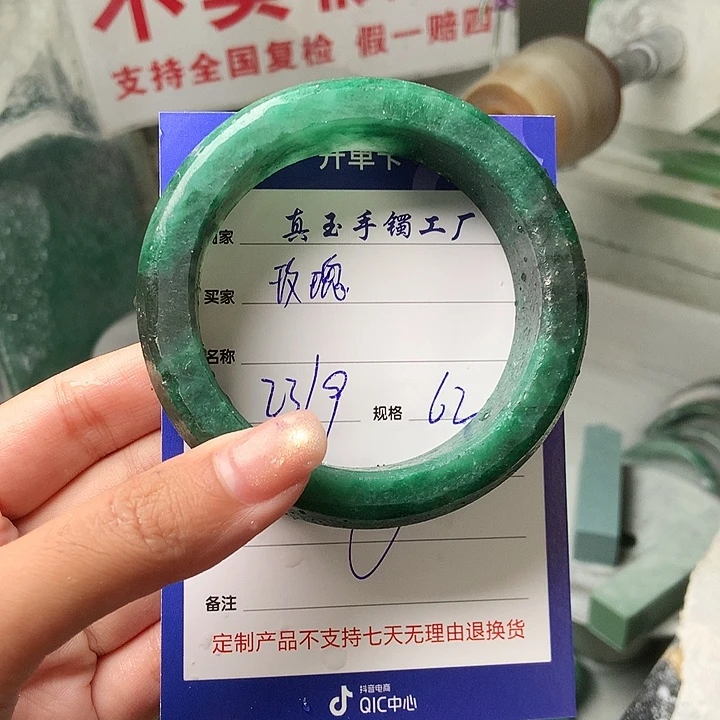 支持全国复检 假一赔四
开单卡
家 真玉手镯工厂
买家 玫瑰
名称
2319 规格 62
备注
定制产品不支持七天无理由退换货
抖音电商
QIC中心